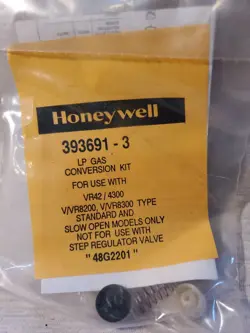 Honeywell
393691-3
LP GAS
CONVERSION KIT
FOR USE WITH
VR42 / 4300
V/VR8200, V/VR8300 TYPE
STANDARD AND
SLOW OPEN MODELS ONLY
NOT FOR USE WITH
STEP REGULATOR VALVE
"48G2201"